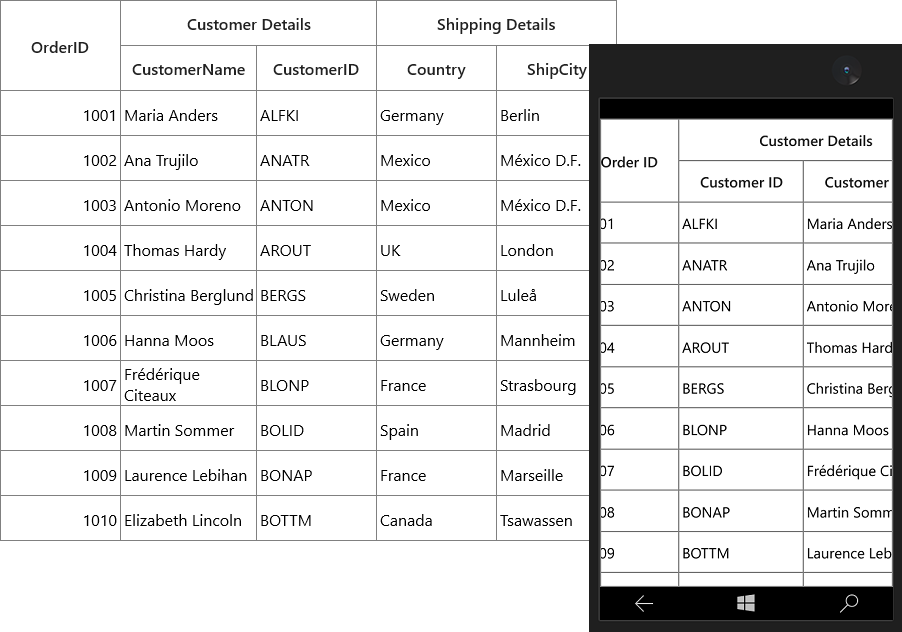 Customer Details Shipping Details
OrderID
CustomerName CustomerID Country ShipCity
1001 Maria Anders ALFKI Germany Berlin
1002 Ana Trujilo ANATR Mexico México D.F.
1003 Antonio Moreno ANTON Mexico México D.F.
1004 Thomas Hardy AROUT UK London
1005 Christina Berglund BERGS Sweden Luleå
1006 Hanna Moos BLAUS Germany Mannheim
1007 Frédérique Citeaux BLONP France Strasbourg
1008 Martin Sommer BOLID Spain Madrid
1009 Laurence Lebihan BONAP France Marseille
1010 Elizabeth Lincoln BOTTM Canada Tsawassen
Customer Details
Order ID
Customer ID Customer
01 ALFKI Maria Anders
02 ANATR Ana Trujilo
03 ANTON Antonio More
04 AROUT Thomas Hard
05 BERGS Christina Berg
06 BLONP Hanna Moos
07 BOLID Frédérique Ci
08 BONAP Martin Somm
09 BOTTM Laurence Leb